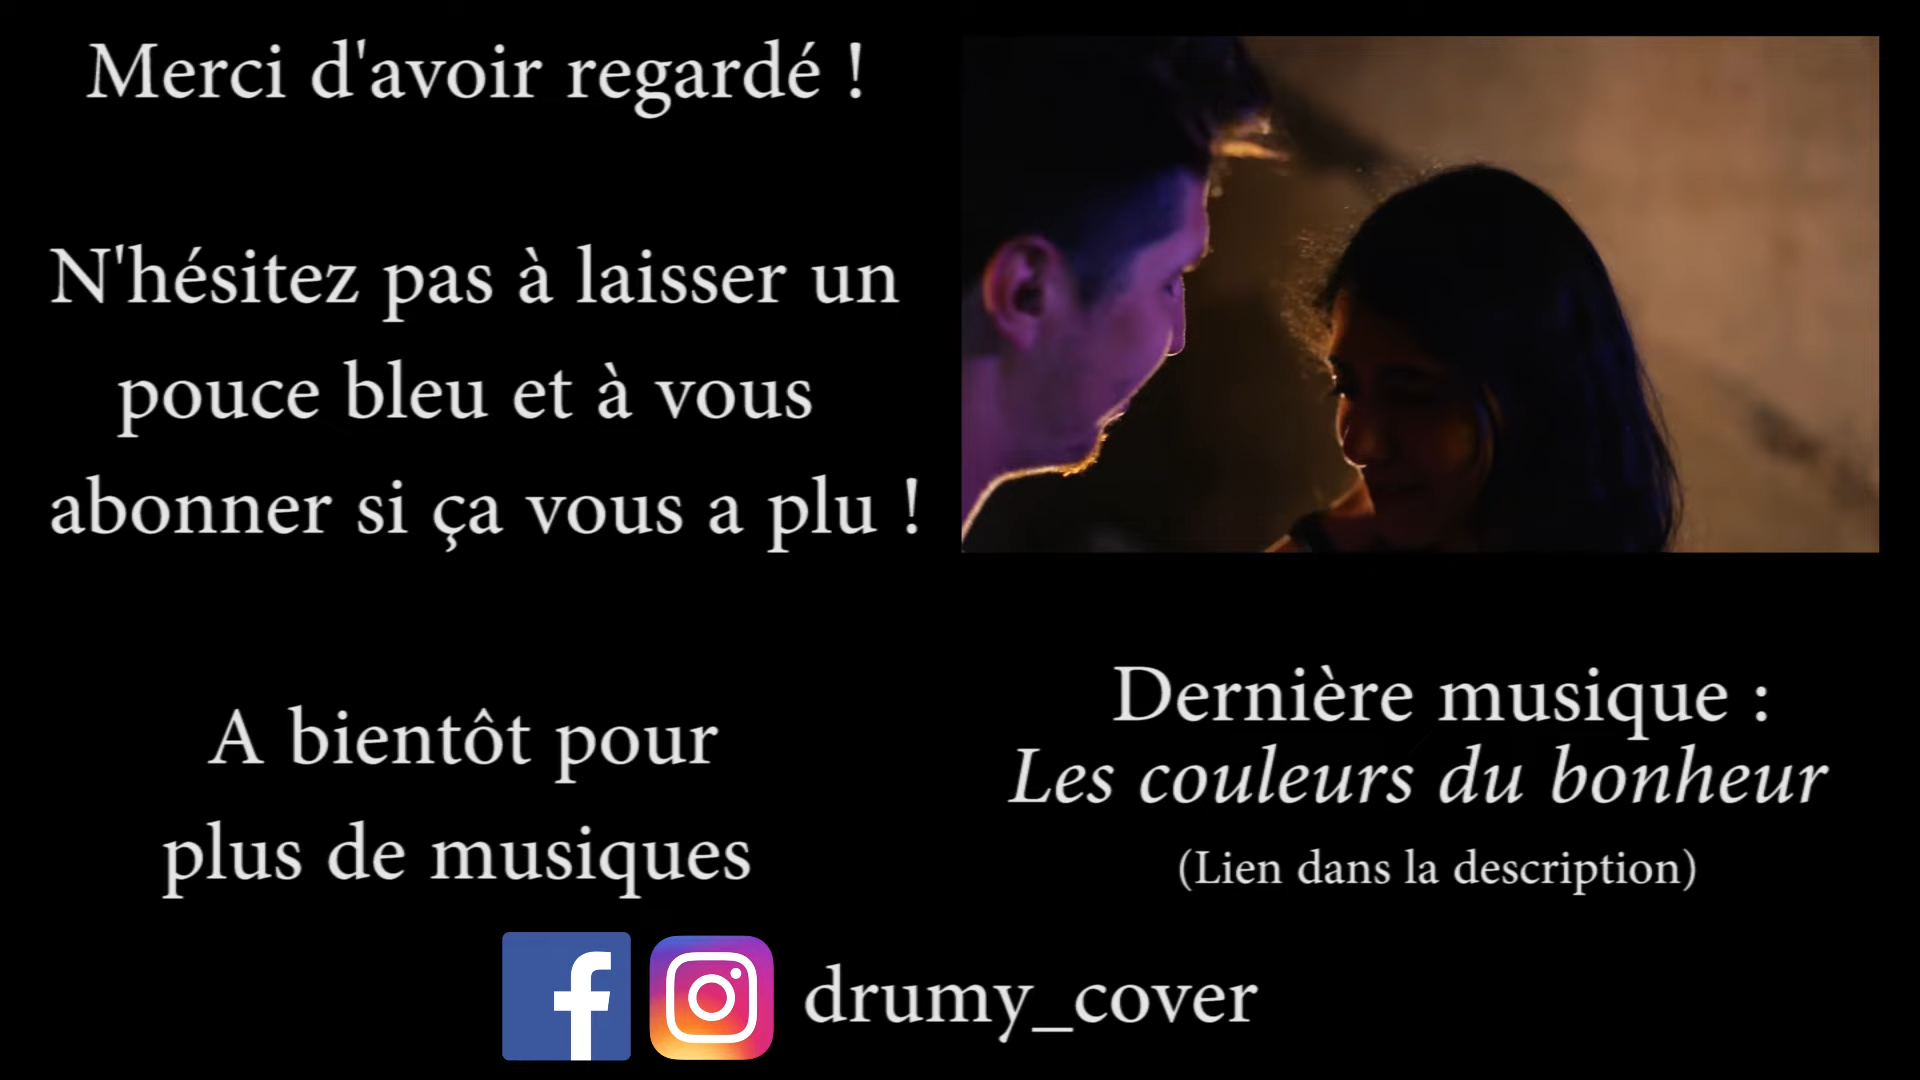 Merci d'avoir regardé !
N'hésitez pas à laisser un
pouce bleu et à vous
abonner si ça vous a plu !
A bientôt pour
plus de musiques
Dernière musique :
Les couleurs du bonheur
(Lien dans la description)
drumy_cover